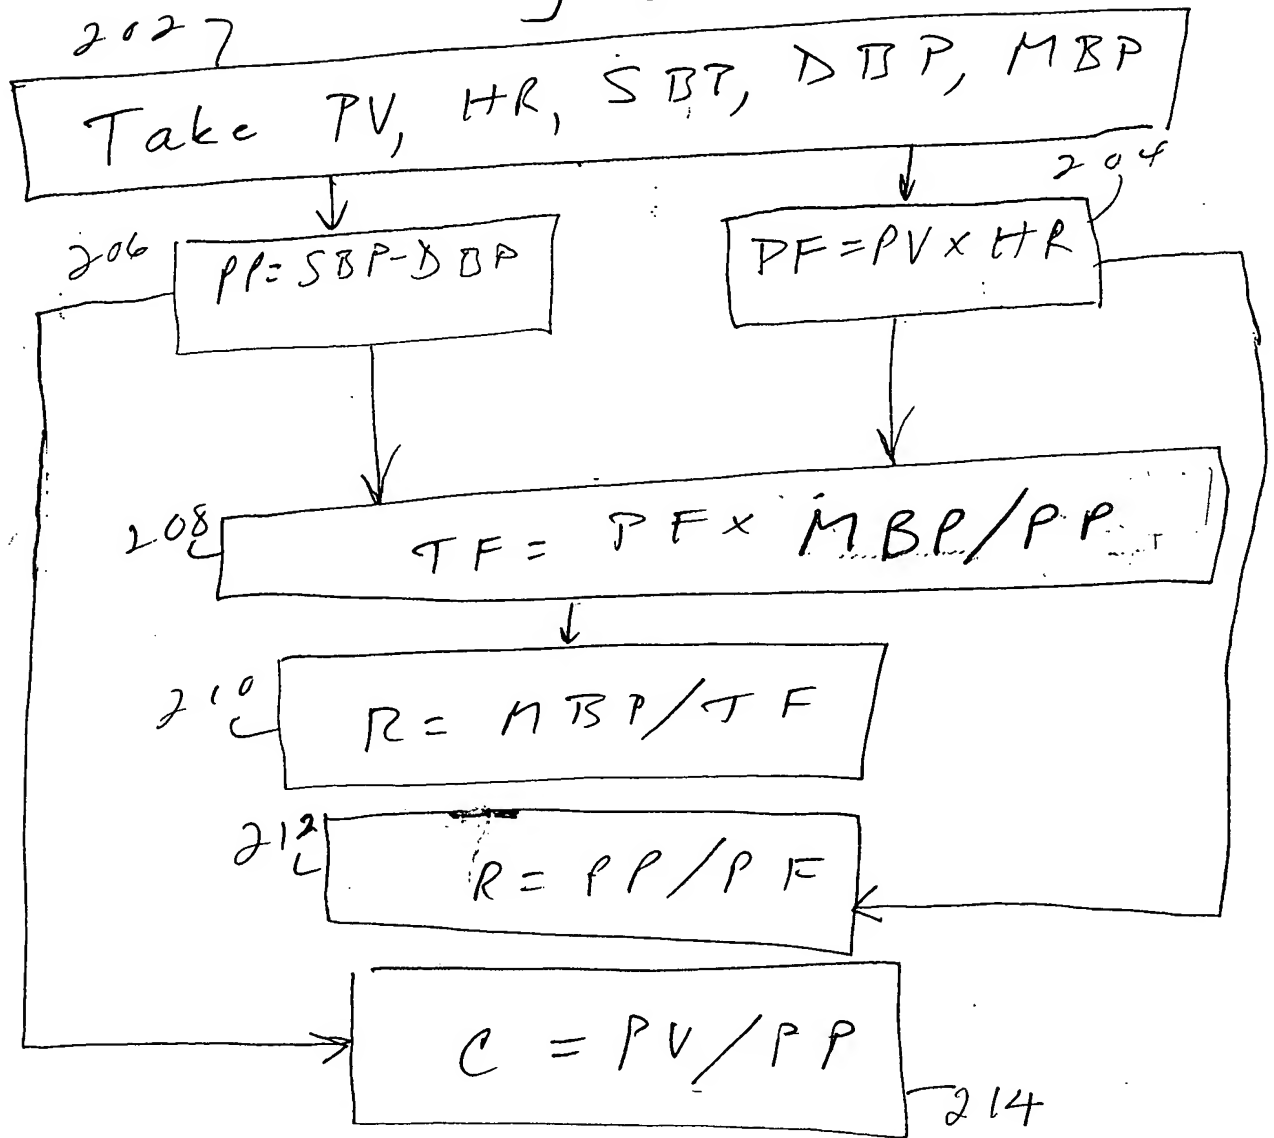 202
Take PV, HR, SBP, DBP, MBP
204
206
PP=SBP-DBP
PF=PV x HR
208
TF= PF x MBP/PP
210
R= MBP/TF
212
R= PP/PF
C = PV/PP
214